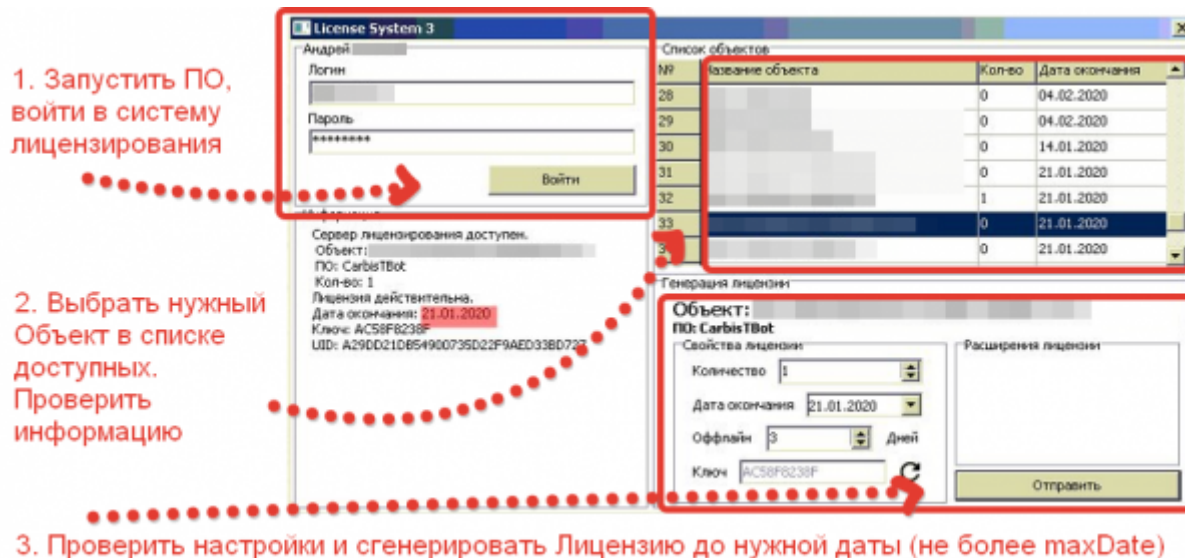 License System 3
Андрей
Логин
Пароль
********
Войти
1. Запустить ПО,
войти в систему
лицензирования
Список объектов
№ Название объекта Кол-во Дата окончания
28 0 04.02.2020
29 0 04.02.2020
30 0 14.01.2020
31 0 21.01.2020
32 1 21.01.2020
33 0 21.01.2020
0 21.01.2020
Информация
Сервер лицензирования доступен.
Объект:
ПО: CarbisTBot
Кол-во: 1
Лицензия действительна.
Дата окончания: 21.01.2020
Ключ: AC58F8238F
UID: A29DD21DB54900735D22F9AED33BD727
2. Выбрать нужный
Объект в списке
доступных.
Проверить
информацию
Генерация лицензии
Объект:
ПО: CarbisTBot
Свойства лицензии
Количество 1
Дата окончания 21.01.2020
Оффлайн 3 Дней
Ключ AC58F8238F
Расширения лицензии
Отправить
3. Проверить настройки и сгенерировать Лицензию до нужной даты (не более maxDate)